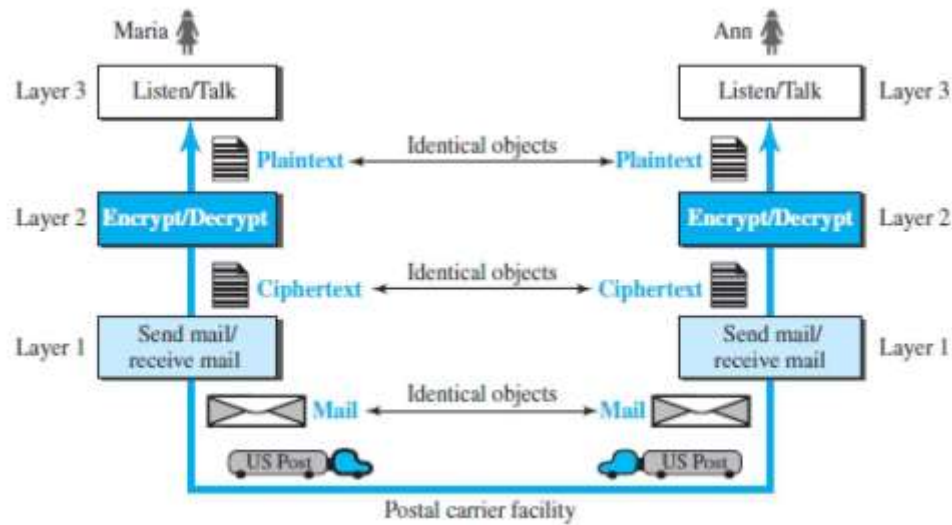 Maria
Ann
Layer 3
Listen/Talk
Listen/Talk
Layer 3
Plaintext
Identical objects
Plaintext
Layer 2
Encrypt/Decrypt
Encrypt/Decrypt
Layer 2
Ciphertext
Identical objects
Ciphertext
Layer 1
Send mail/
receive mail
Send mail/
receive mail
Layer 1
Mail
Identical objects
Mail
US Post
US Post
Postal carrier facility